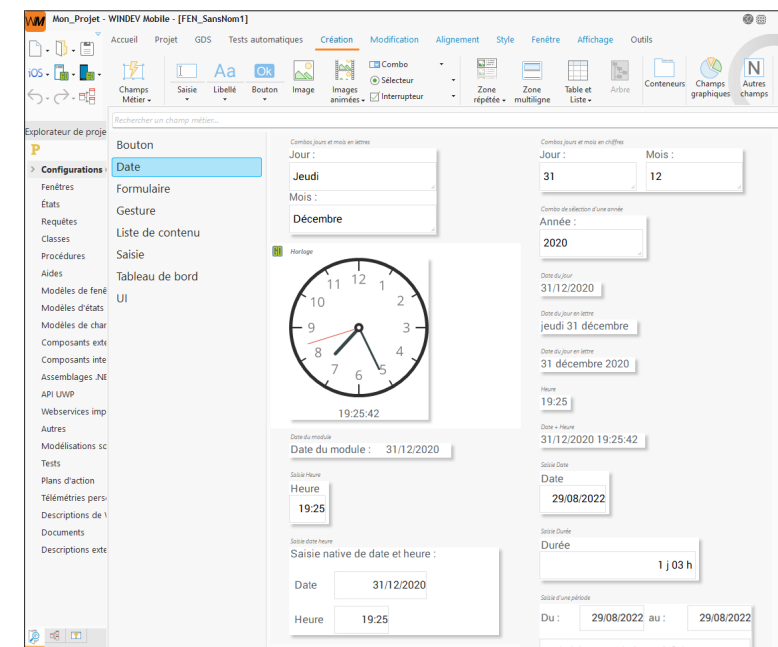 WM Mon_Projet - WINDEV Mobile - [FEN_SansNom1]
Accueil Projet GDS Tests automatiques Création Modification Alignement Style Fenêtre Affichage Outils
iOS
Champs Métier
Saisie
Libellé
Bouton
Image
Images animées
Combo
Sélecteur
Interrupteur
Zone répétée
Zone multiligne
Table et Liste
Arbre
Conteneurs
Champs graphiques
Autres champs
Aa
Ok
N
Rechercher un champ métier...
Explorateur de proje
P
Configurations
Fenêtres
États
Requêtes
Classes
Procédures
Aides
Modèles de fenê
Modèles d'états
Modèles de char
Composants exte
Composants inte
Assemblages .NE
API UWP
Webservices imp
Autres
Modélisations sc
Tests
Plans d'action
Télémétries pers
Descriptions de
Documents
Descriptions exte
Bouton
Date
Formulaire
Gesture
Liste de contenu
Saisie
Tableau de bord
UI
Combos jours et mois en lettres
Jour :
Jeudi
Mois :
Décembre
Horloge
12
1
2
3
4
5
6
7
8
9
10
11
19:25:42
Date du module
Date du module : 31/12/2020
Saisie Heure
Heure
19:25
Saisie date heure
Saisie native de date et heure :
Date 31/12/2020
Heure 19:25
Combos jours et mois en chiffres
Jour : Mois :
31 12
Combo de sélection d'une année
Année :
2020
Date du jour
31/12/2020
Date du jour en lettre
jeudi 31 décembre
Date du jour en lettre
31 décembre 2020
Heure
19:25
Date + Heure
31/12/2020 19:25:42
Saisie Date
Date
29/08/2022
Saisie Durée
Durée
1 j 03 h
Saisie d'une période
Du : 29/08/2022 au : 29/08/2022